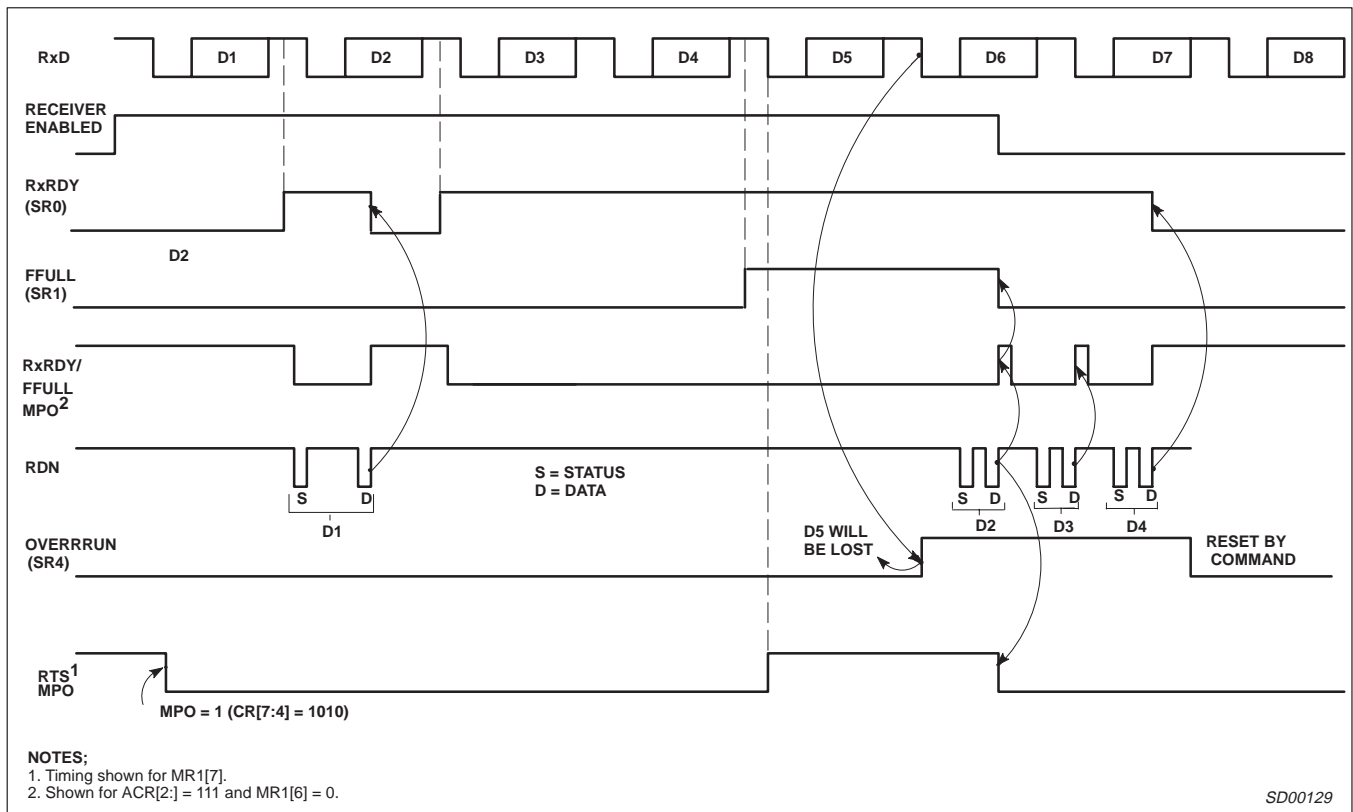 RxD
D1 D2 D3 D4 D5 D6 D7 D8
RECEIVER
ENABLED
RxRDY
(SR0)
D2
FFULL
(SR1)
RxRDY/
FFULL
MPO2
RDN
S D
D1
S = STATUS
D = DATA
S D S D S D
D2 D3 D4
OVERRRUN
(SR4)
D5 WILL
BE LOST
RESET BY
COMMAND
RTS1
MPO
MPO = 1 (CR[7:4] = 1010)
NOTES;
1. Timing shown for MR1[7].
2. Shown for ACR[2:] = 111 and MR1[6] = 0.
SD00129